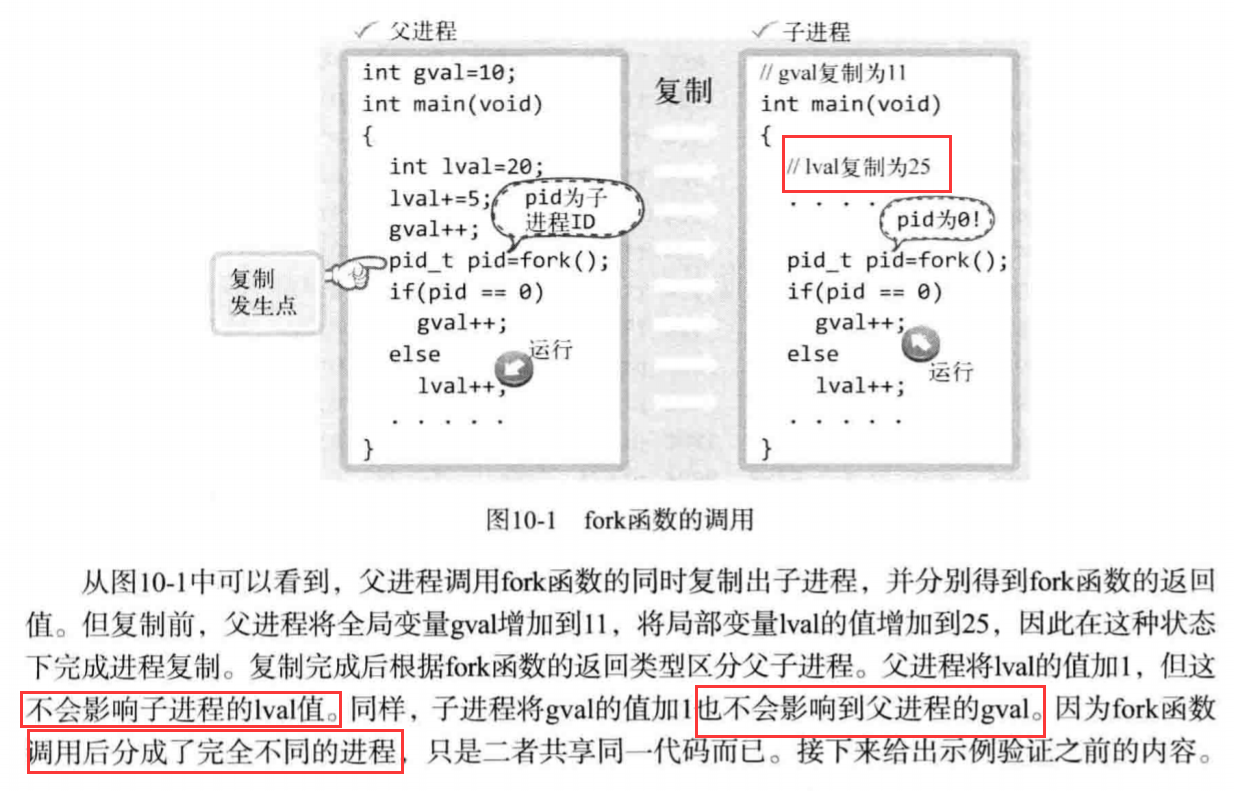 父进程
int gval=10;
int main(void)
{
int lval=20;
lval+=5;
gval++;
pid为子
进程ID
pid_t pid=fork();
if(pid == 0)
gval++;
else
lval++;
运行
. . . . .
}
复制
发生点
复制
子进程
// gval复制为11
int main(void)
{
// lval复制为25
. . . .
pid为0!
pid_t pid=fork();
if(pid == 0)
gval++;
else
运行
lval++;
. . . . .
}
图10-1 fork函数的调用
从图10-1中可以看到，父进程调用fork函数的同时复制出子进程，并分别得到fork函数的返回
值。但复制前，父进程将全局变量gval增加到11，将局部变量lval的值增加到25，因此在这种状态
下完成进程复制。复制完成后根据fork函数的返回类型区分父子进程。父进程将lval的值加1，但这
不会影响子进程的lval值。同样，子进程将gval的值加1也不会影响到父进程的gval。因为fork函数
调用后分成了完全不同的进程，只是二者共享同一代码而已。接下来给出示例验证之前的内容。